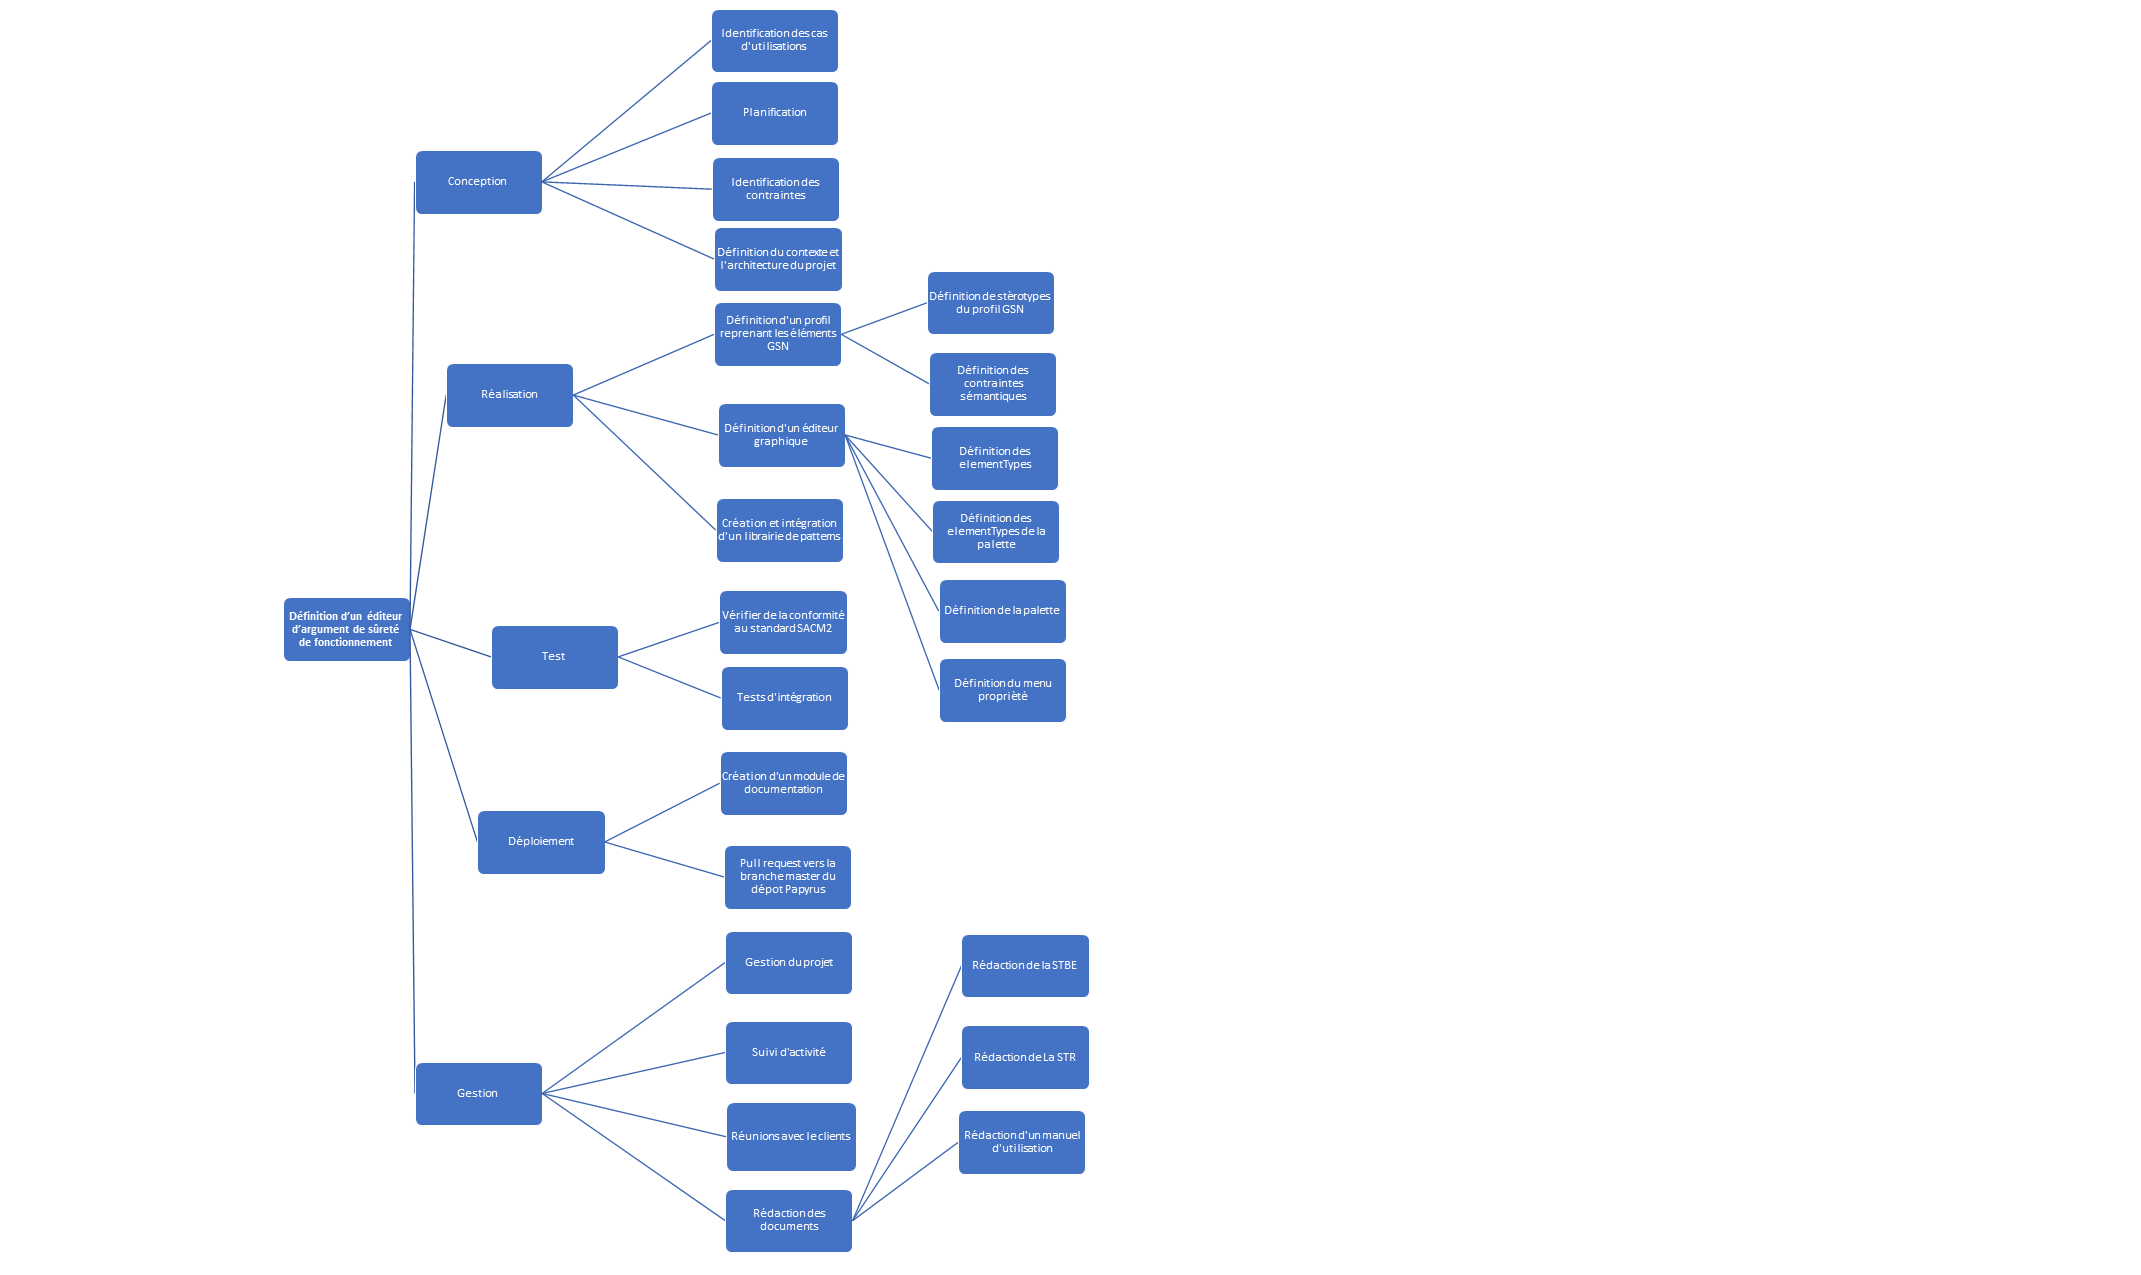 Identification des cas
d'utilisations
Planification
Conception
Identification des
contraintes
Définition du contexte et
l'architecture du projet
Définition d'un profil
reprenant les éléments
GSN
Définition de stèrotypes
du profil GSN
Définition des
contraintes
sémantiques
Réalisation
Définition d'un éditeur
graphique
Définition des
elementTypes
Définition des
elementTypes de la
palette
Création et intégration
d'un librairie de patterns
Définition de la palette
Définition du menu
propriètè
Définition d’un éditeur
d’argument de sûreté
de fonctionnement
Test
Vérifier de la conformité
au standard SACM2
Tests d'intégration
Déploiement
Création d'un module de
documentation
Pull request vers la
branche master du
dépot Papyrus
Gestion
Gestion du projet
Suivi d'activité
Réunions avec le clients
Rédaction des
documents
Rédaction de la STBE
Rédaction de La STR
Rédaction d'un manuel
d'utilisation